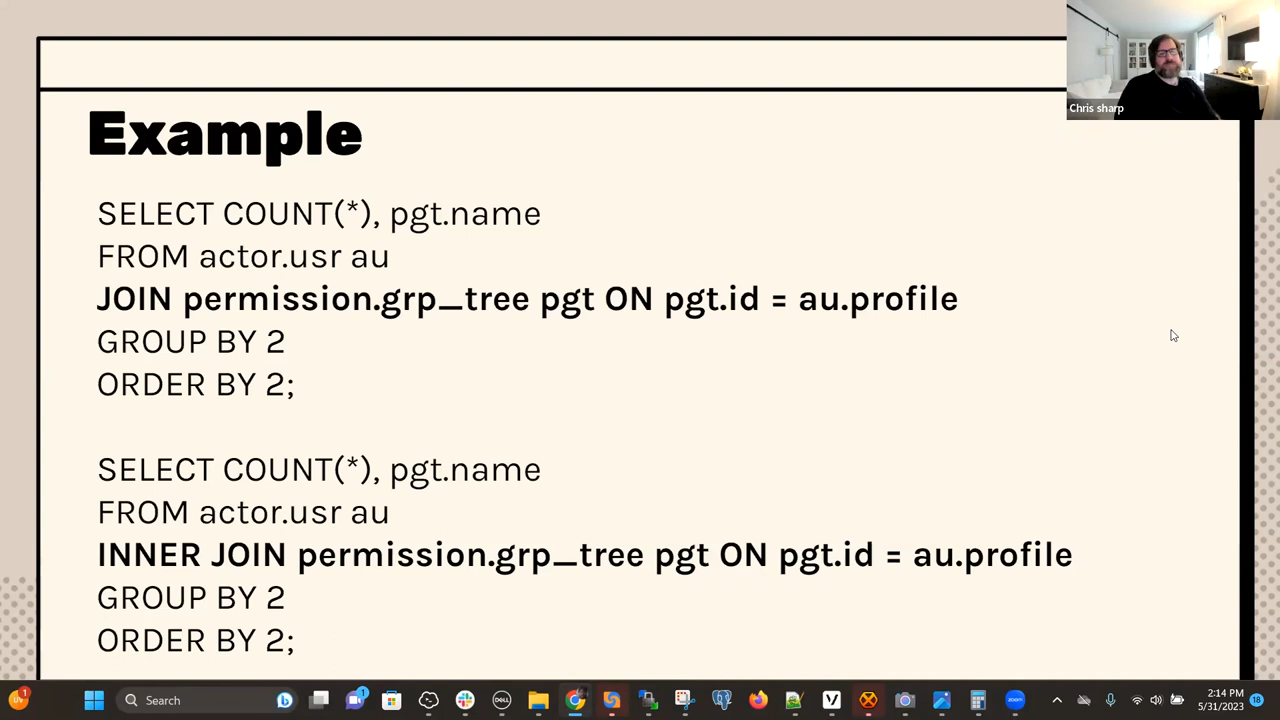 Chris sharp
Example
SELECT COUNT(*), pgt.name
FROM actor.usr au
JOIN permission.grp_tree pgt ON pgt.id = au.profile
GROUP BY 2
ORDER BY 2;
SELECT COUNT(*), pgt.name
FROM actor.usr au
INNER JOIN permission.grp_tree pgt ON pgt.id = au.profile
GROUP BY 2
ORDER BY 2;
Search
2:14 PM
5/31/2023